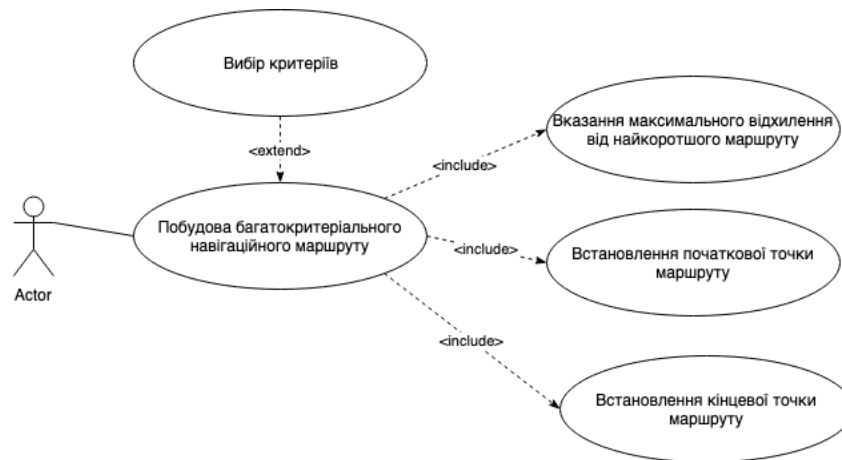 Вибір критеріїв
<extend>
Вказання максимального відхилення
від найкоротшого маршруту
<include>
Побудова багатокритеріального
навігаційного маршруту
<include>
Встановлення початкової точки
маршруту
Actor
<include>
Встановлення кінцевої точки
маршруту